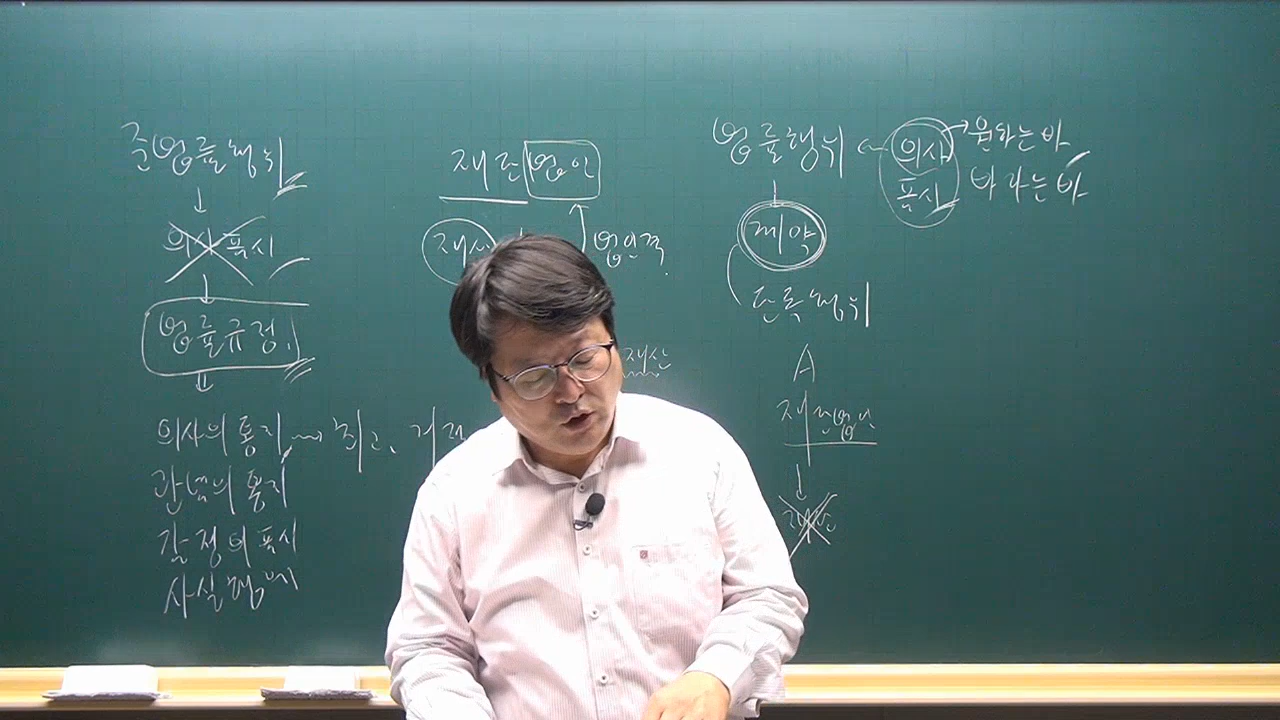 준법률행위
의사표시
법률규정
의사의 통지 최고, 거절
관념의 통지
감정의 표시
사실행위
재단법인
재산
법인격
재산
법률행위 의사 원하는 바
표시 바라는 바
계약
단독행위
A
재단법인
재산